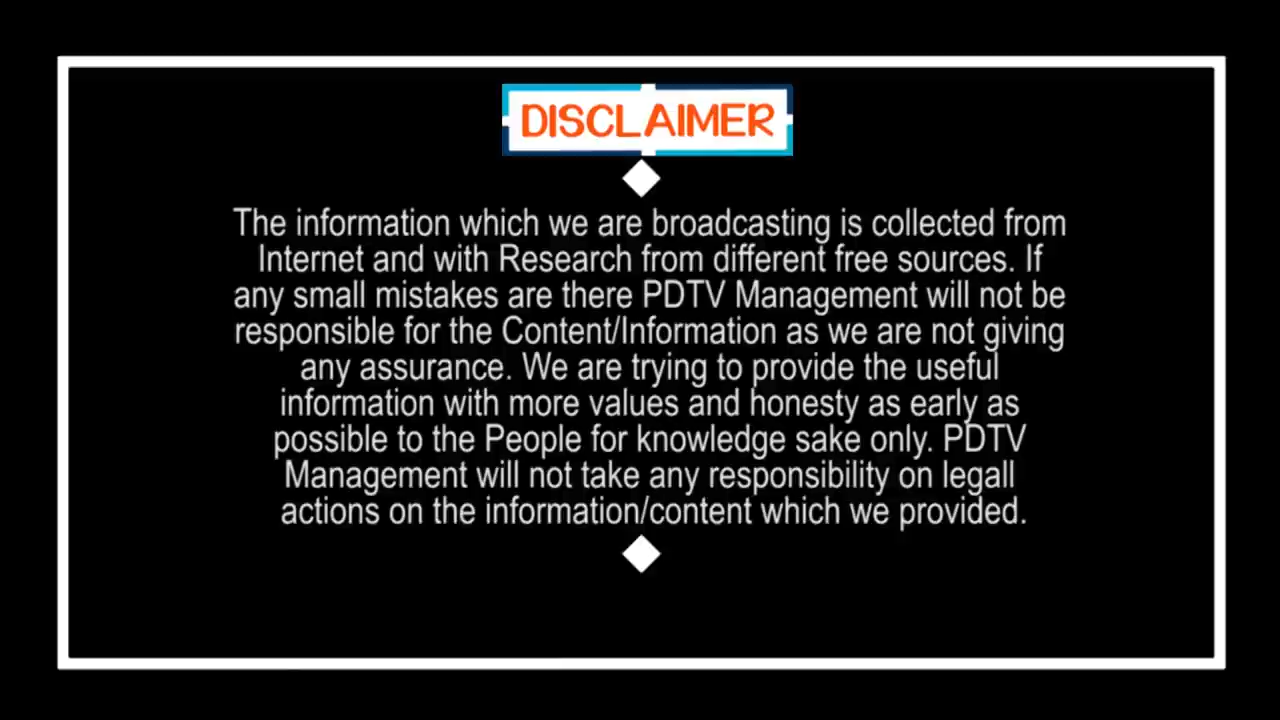 DISCLAIMER
The information which we are broadcasting is collected from
Internet and with Research from different free sources. If
any small mistakes are there PDTV Management will not be
responsible for the Content/Information as we are not giving
any assurance. We are trying to provide the useful
information with more values and honesty as early as
possible to the People for knowledge sake only. PDTV
Management will not take any responsibility on legall
actions on the information/content which we provided.